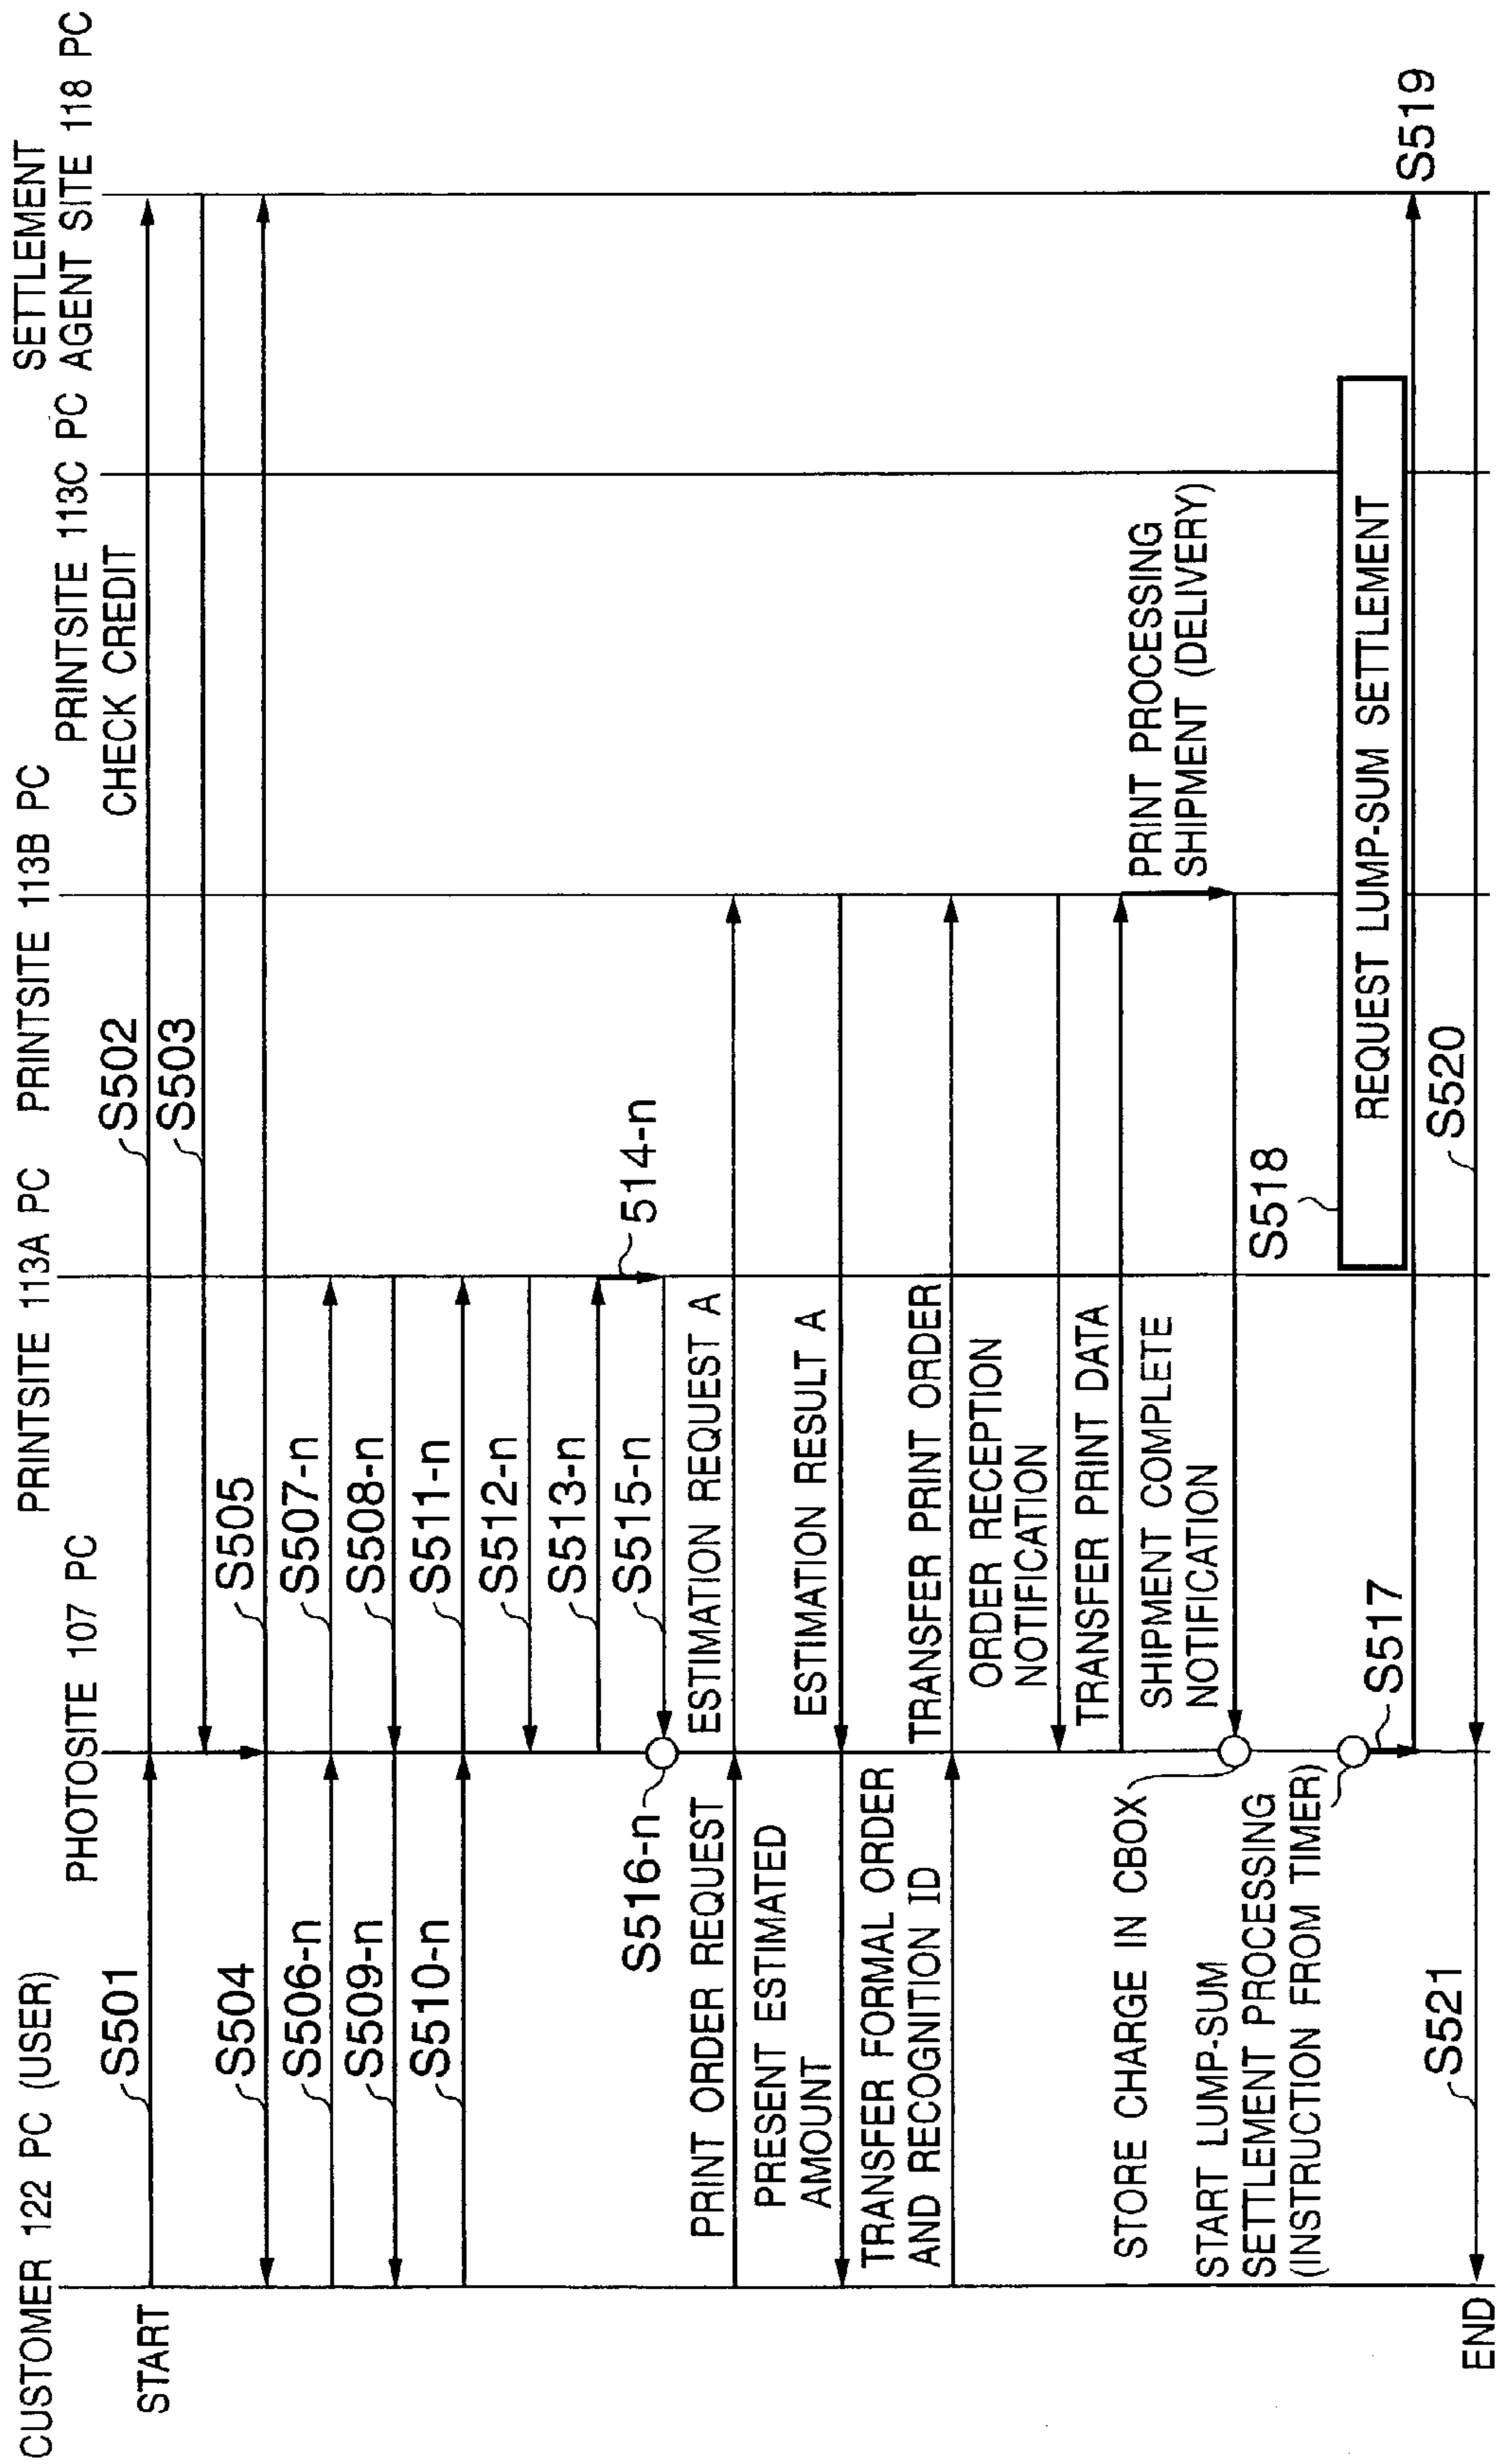 CUSTOMER 122 PC (USER)
PHOTOSITE 107 PC
PRINTSITE 113A PC
PRINTSITE 113B PC
PRINTSITE 113C PC
SETTLEMENT
AGENT SITE 118 PC
START
S501
S502
CHECK CREDIT
S503
S504
S505
S506-n
S507-n
S508-n
S509-n
S510-n
S511-n
S512-n
S513-n
514-n
S515-n
S516-n
PRINT ORDER REQUEST
ESTIMATION REQUEST A
PRESENT ESTIMATED
AMOUNT
ESTIMATION RESULT A
TRANSFER FORMAL ORDER
AND RECOGNITION ID
TRANSFER PRINT ORDER
ORDER RECEPTION
NOTIFICATION
TRANSFER PRINT DATA
PRINT PROCESSING
SHIPMENT (DELIVERY)
SHIPMENT COMPLETE
NOTIFICATION
STORE CHARGE IN CBOX
START LUMP-SUM
SETTLEMENT PROCESSING
(INSTRUCTION FROM TIMER)
S517
S518
REQUEST LUMP-SUM SETTLEMENT
S519
S520
S521
END